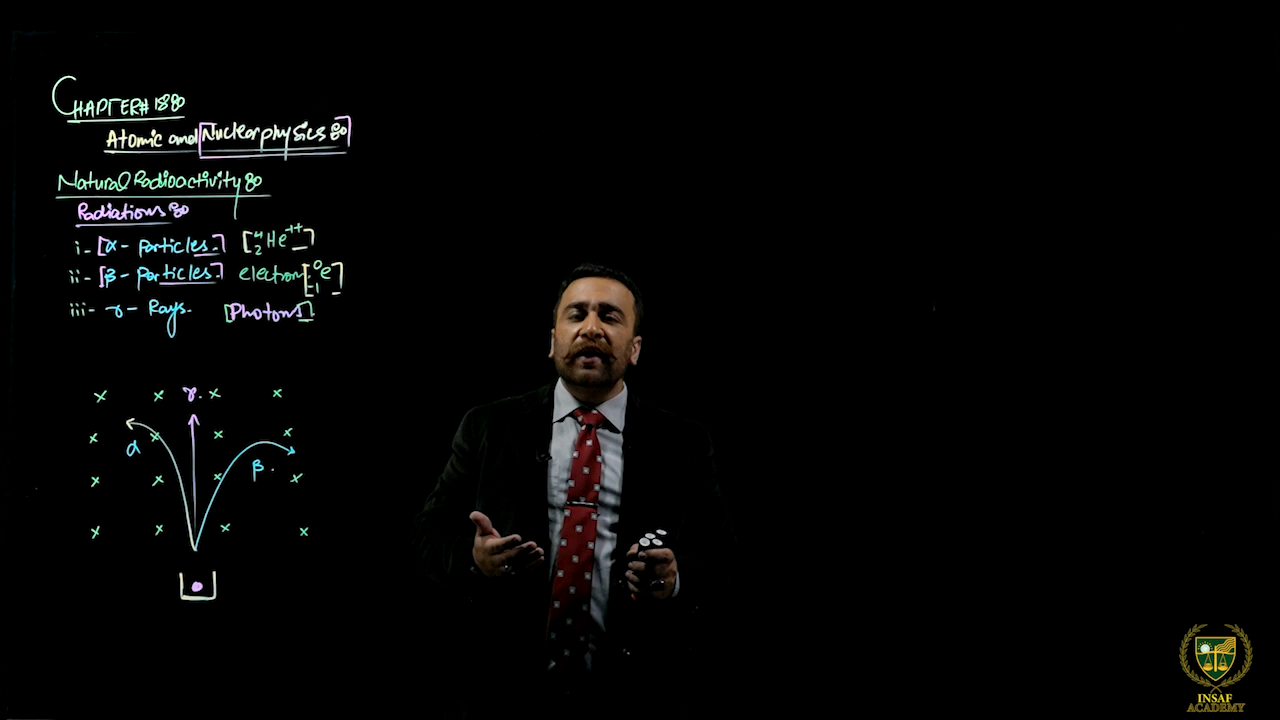 CHAPTER# 18:
Atomic and Nuclear physics:
Natural Radioactivity:
Radiations:
i- [α- particles.] [⁴₂He⁺⁺]
ii- [β- particles.] electron [⁰₋₁e]
iii- γ- Rays. [Photons].
x x γ. x x
x x x x
α
β.
x x x x
x x x x
INSAF
ACADEMY